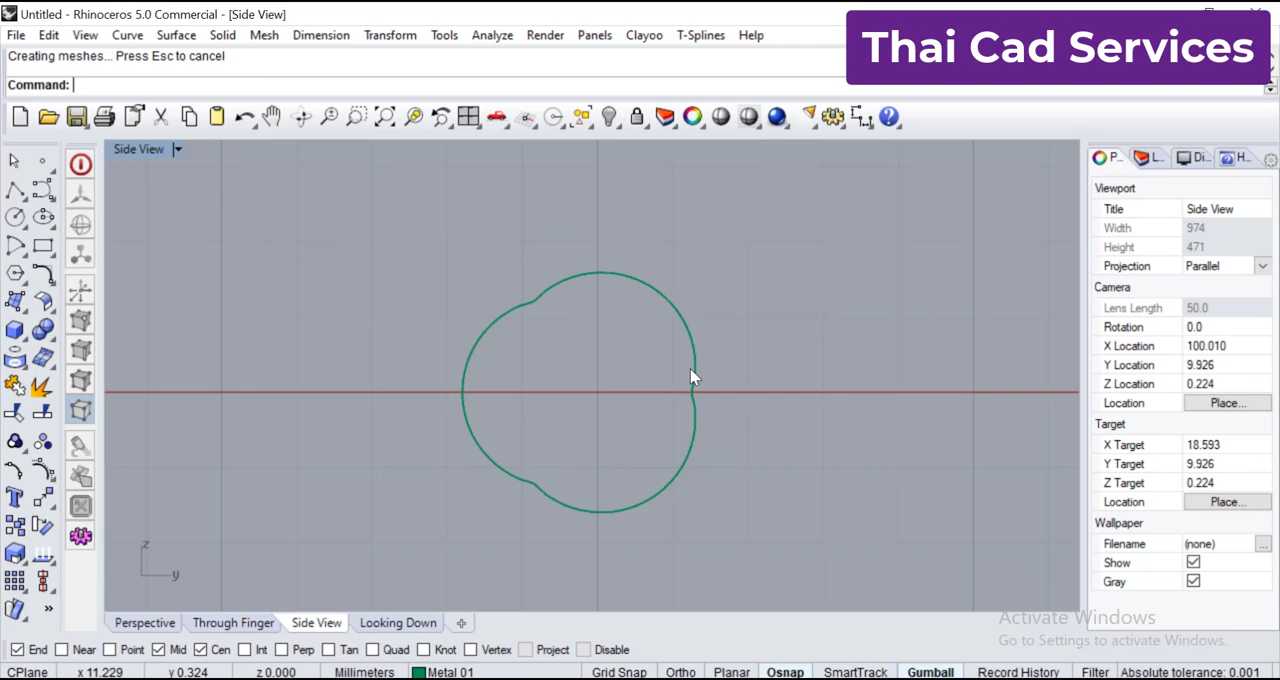 Untitled - Rhinoceros 5.0 Commercial - [Side View]
Thai Cad Services
File Edit View Curve Surface Solid Mesh Dimension Transform Tools Analyze Render Panels Clayoo T-Splines Help
Creating meshes... Press Esc to cancel
Command:
Side View
P... L... Di... H...
Viewport
Title Side View
Width 974
Height 471
Projection Parallel
Camera
Lens Length 50.0
Rotation 0.0
X Location 100.010
Y Location 9.926
Z Location 0.224
Location Place...
Target
X Target 18.593
Y Target 9.926
Z Target 0.224
Location Place...
Wallpaper
Filename (none) ...
Show
Gray
z
y
Activate Windows
Go to Settings to activate Windows.
Perspective Through Finger Side View Looking Down
End Near Point Mid Cen Int Perp Tan Quad Knot Vertex Project Disable
CPlane x 11.229 y 0.324 z 0.000 Millimeters Metal 01 Grid Snap Ortho Planar Osnap SmartTrack Gumball Record History Filter Absolute tolerance: 0.001